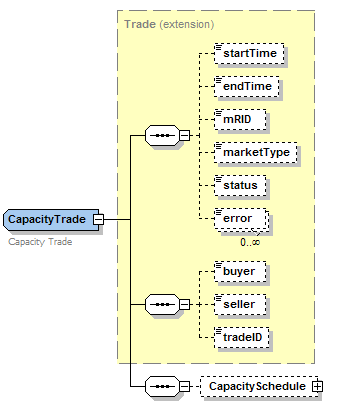 Trade (extension)
startTime
endTime
mRID
marketType
status
error
0..∞
CapacityTrade
Capacity Trade
buyer
seller
tradeID
CapacitySchedule